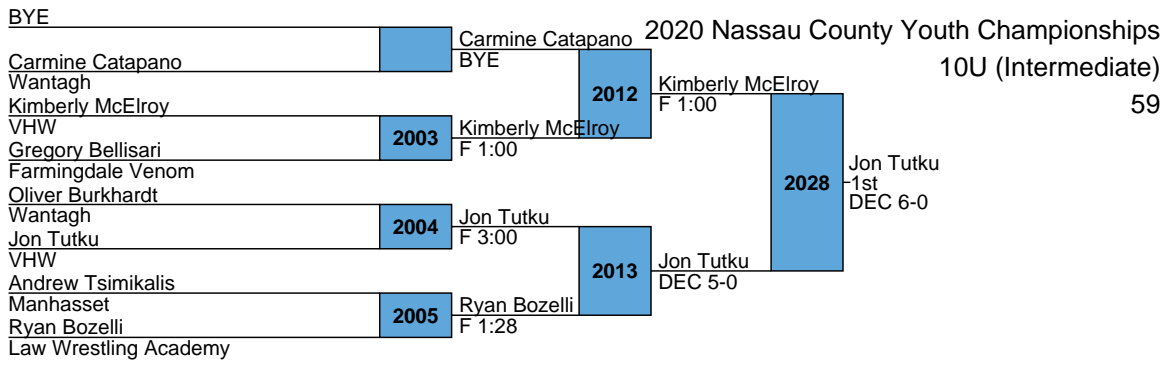 2020 Nassau County Youth Championships
10U (Intermediate)
59
BYE
Carmine Catapano
Wantagh
Kimberly McElroy
VHW
Gregory Bellisari
Farmingdale Venom
Oliver Burkhardt
Wantagh
Jon Tutku
VHW
Andrew Tsimikalis
Manhasset
Ryan Bozelli
Law Wrestling Academy
2003
2004
2005
Carmine Catapano
BYE
Kimberly McElroy
F 1:00
Jon Tutku
F 3:00
Ryan Bozelli
F 1:28
2012
2013
Kimberly McElroy
F 1:00
Jon Tutku
DEC 5-0
2028
Jon Tutku
1st
DEC 6-0